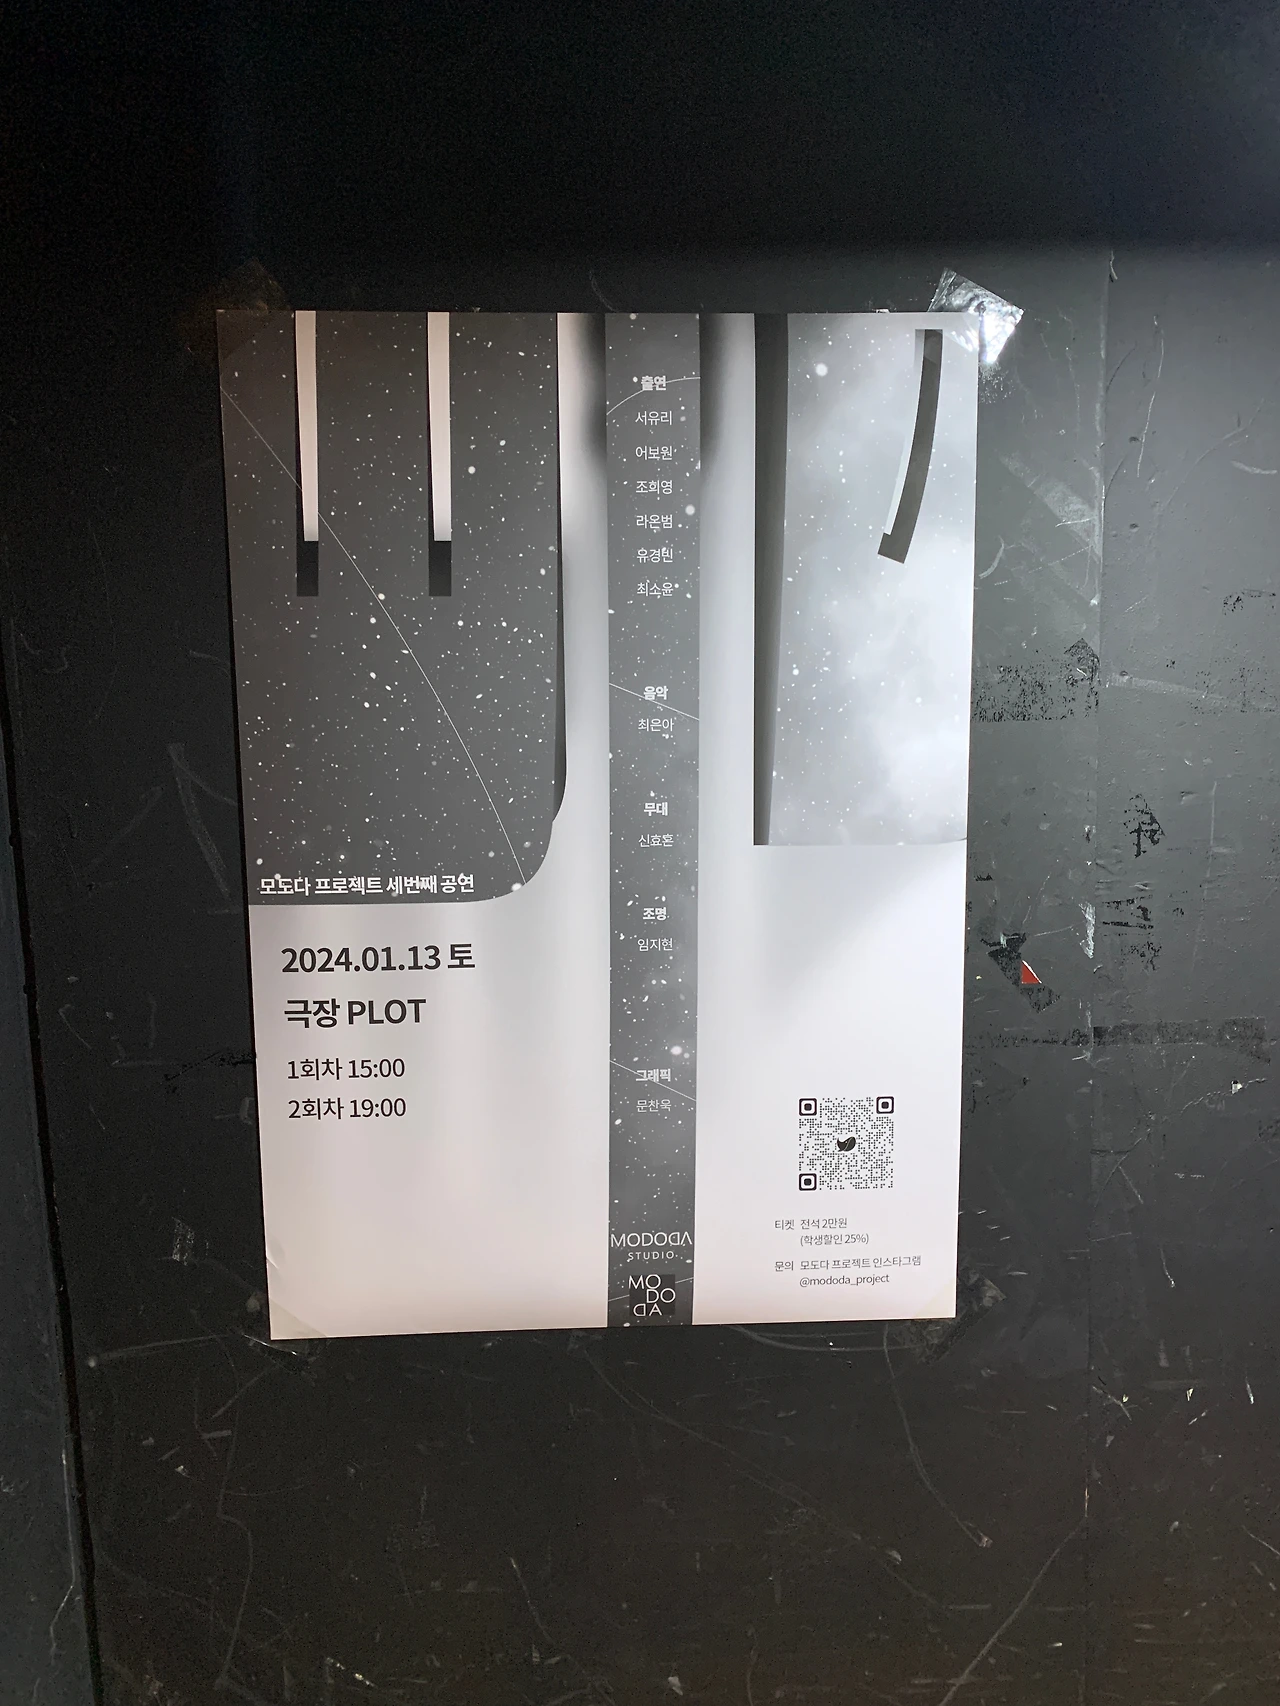 출연
서유리
어보원
조희영
라온범
유경빈
최소윤
음악
최은아
무대
신효혼
조명
임지현
그래픽
문찬욱
모도다 프로젝트 세번째 공연
2024.01.13 토
극장 PLOT
1회차 15:00
2회차 19:00
티켓 전석 2만원
(학생할인 25%)
문의 모도다 프로젝트 인스타그램
@mododa_project
MODODA
STUDIO
MO
DO
DA